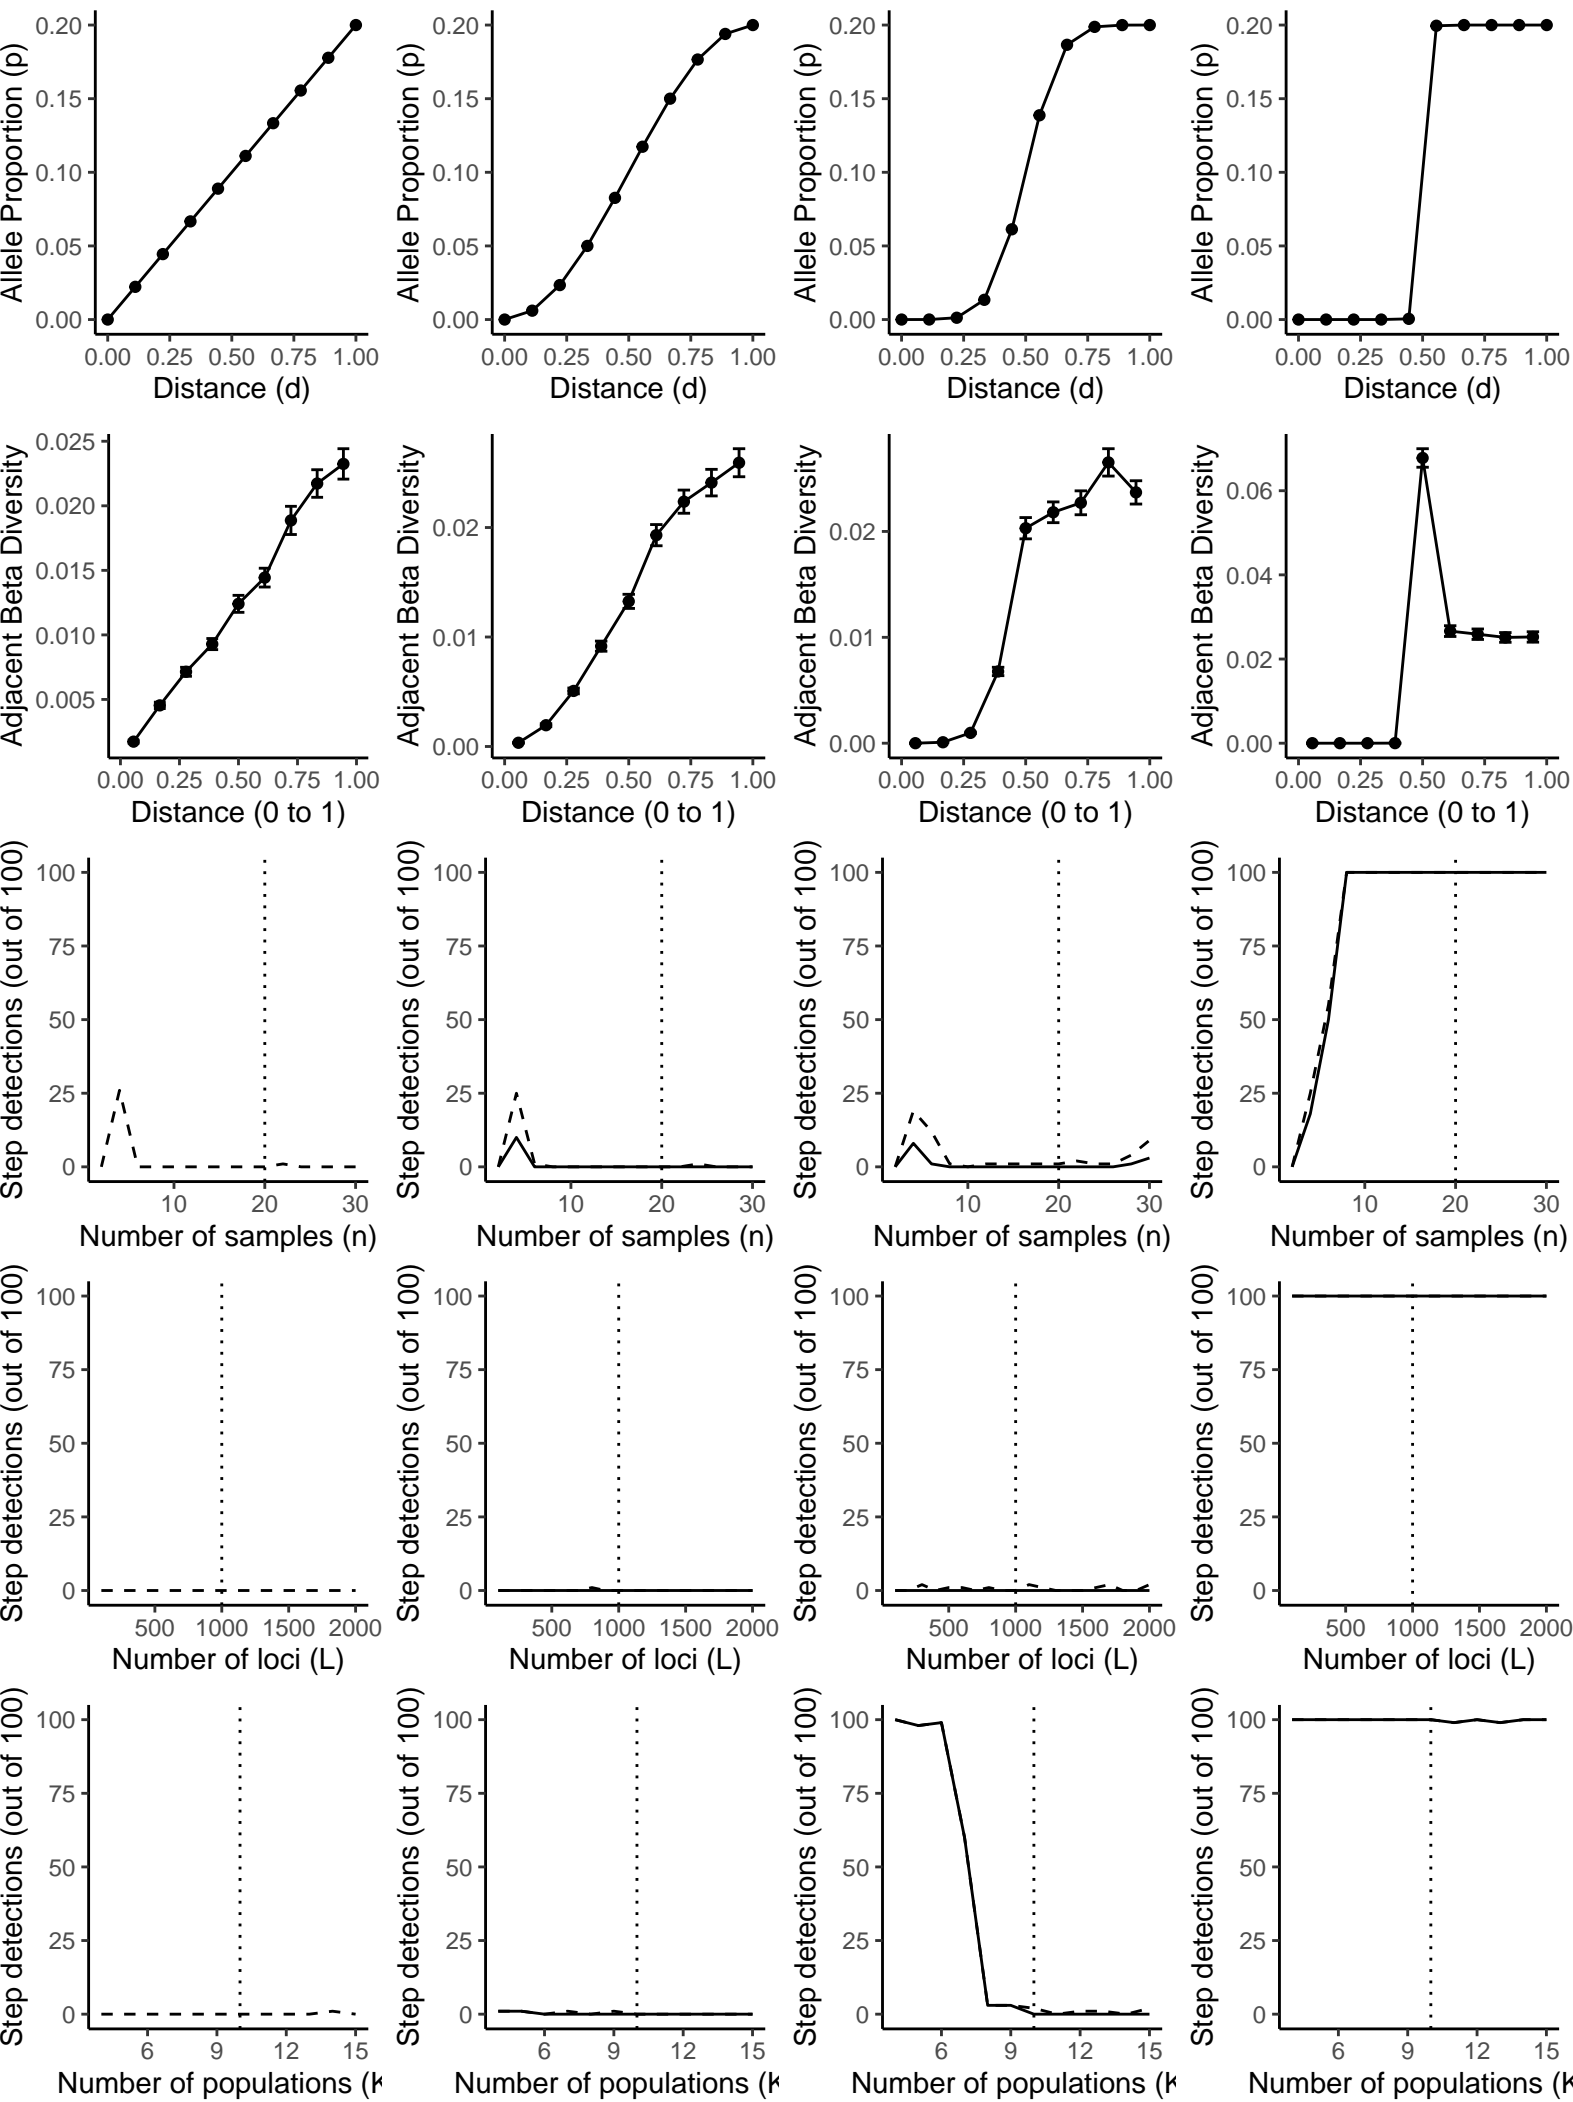 Allele Proportion (p)
0.20
0.15
0.10
0.05
0.00
0.00 0.25 0.50 0.75 1.00
Distance (d)
Allele Proportion (p)
0.20
0.15
0.10
0.05
0.00
0.00 0.25 0.50 0.75 1.00
Distance (d)
Allele Proportion (p)
0.20
0.15
0.10
0.05
0.00
0.00 0.25 0.50 0.75 1.00
Distance (d)
Allele Proportion (p)
0.20
0.15
0.10
0.05
0.00
0.00 0.25 0.50 0.75 1.00
Distance (d)
Adjacent Beta Diversity
0.025
0.020
0.015
0.010
0.005
0.00 0.25 0.50 0.75 1.00
Distance (0 to 1)
Adjacent Beta Diversity
0.02
0.01
0.00
0.00 0.25 0.50 0.75 1.00
Distance (0 to 1)
Adjacent Beta Diversity
0.02
0.01
0.00
0.00 0.25 0.50 0.75 1.00
Distance (0 to 1)
Adjacent Beta Diversity
0.06
0.04
0.02
0.00
0.00 0.25 0.50 0.75 1.00
Distance (0 to 1)
Step detections (out of 100)
100
75
50
25
0
10 20 30
Number of samples (n)
Step detections (out of 100)
100
75
50
25
0
10 20 30
Number of samples (n)
Step detections (out of 100)
100
75
50
25
0
10 20 30
Number of samples (n)
Step detections (out of 100)
100
75
50
25
0
10 20 30
Number of samples (n)
Step detections (out of 100)
100
75
50
25
0
500 1000 1500 2000
Number of loci (L)
Step detections (out of 100)
100
75
50
25
0
500 1000 1500 2000
Number of loci (L)
Step detections (out of 100)
100
75
50
25
0
500 1000 1500 2000
Number of loci (L)
Step detections (out of 100)
100
75
50
25
0
500 1000 1500 2000
Number of loci (L)
Step detections (out of 100)
100
75
50
25
0
6 9 12 15
Number of populations (K
Step detections (out of 100)
100
75
50
25
0
6 9 12 15
Number of populations (K
Step detections (out of 100)
100
75
50
25
0
6 9 12 15
Number of populations (K
Step detections (out of 100)
100
75
50
25
0
6 9 12 15
Number of populations (K